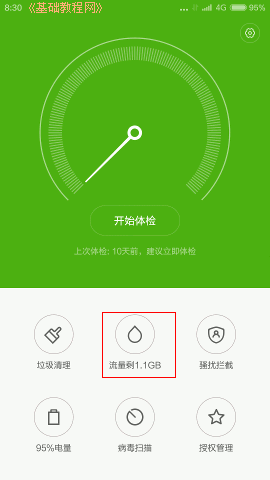 8:30 《基础教程网》 4G 95%
开始体检
上次体检: 10天前，建议立即体检
垃圾清理 流量剩1.1GB 骚扰拦截
95%电量 病毒扫描 授权管理